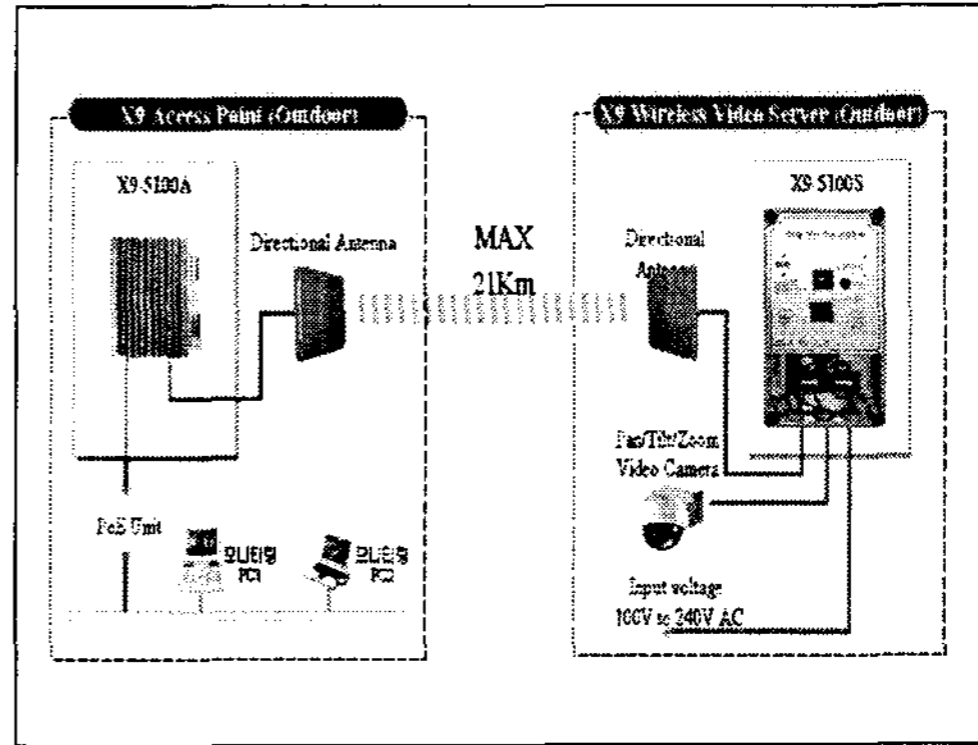 X9 Access Point (Outdoor)
X9-5100A
Directional Antenna
PoE Unit
모니터링
PC1
모니터링
PC2
MAX
21Km
X9 Wireless Video Server (Outdoor)
X9-5100S
Directional
Antenna
Pan/Tilt/Zoom
Video Camera
Input voltage
100V to 240V AC